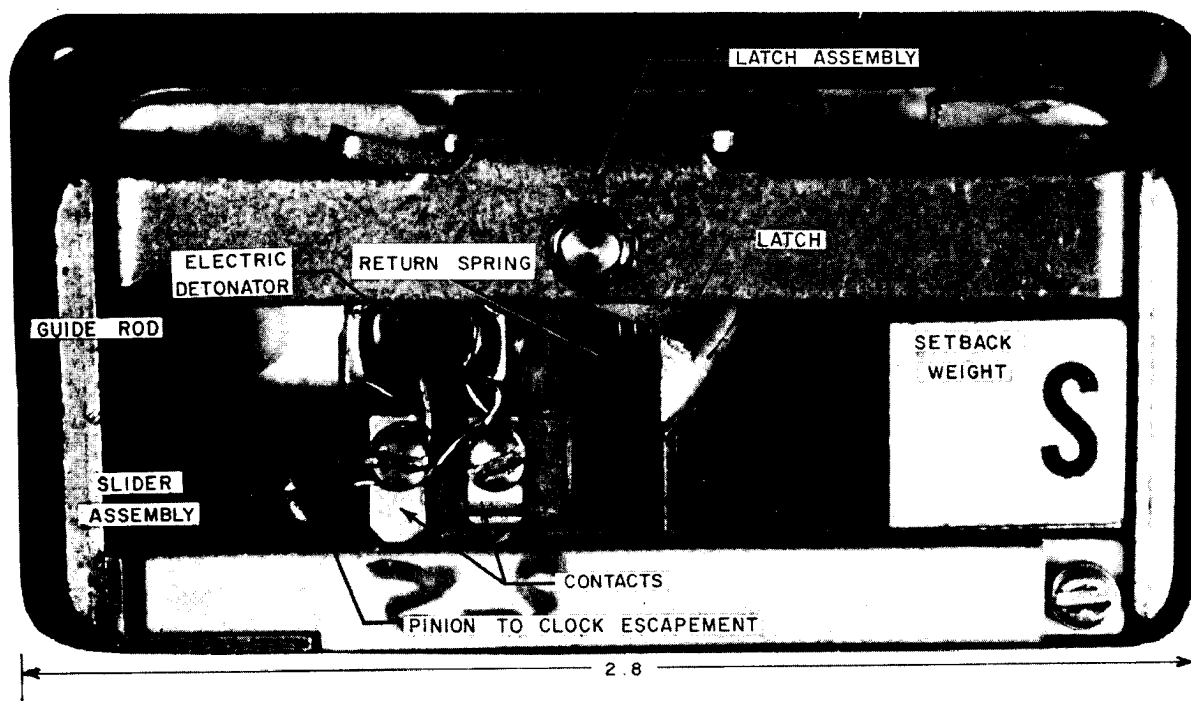 LATCH ASSEMBLY
LATCH
ELECTRIC
DETONATOR
RETURN SPRING
GUIDE ROD
SETBACK
WEIGHT
S
SLIDER
ASSEMBLY
CONTACTS
PINION TO CLOCK ESCAPEMENT
2.8